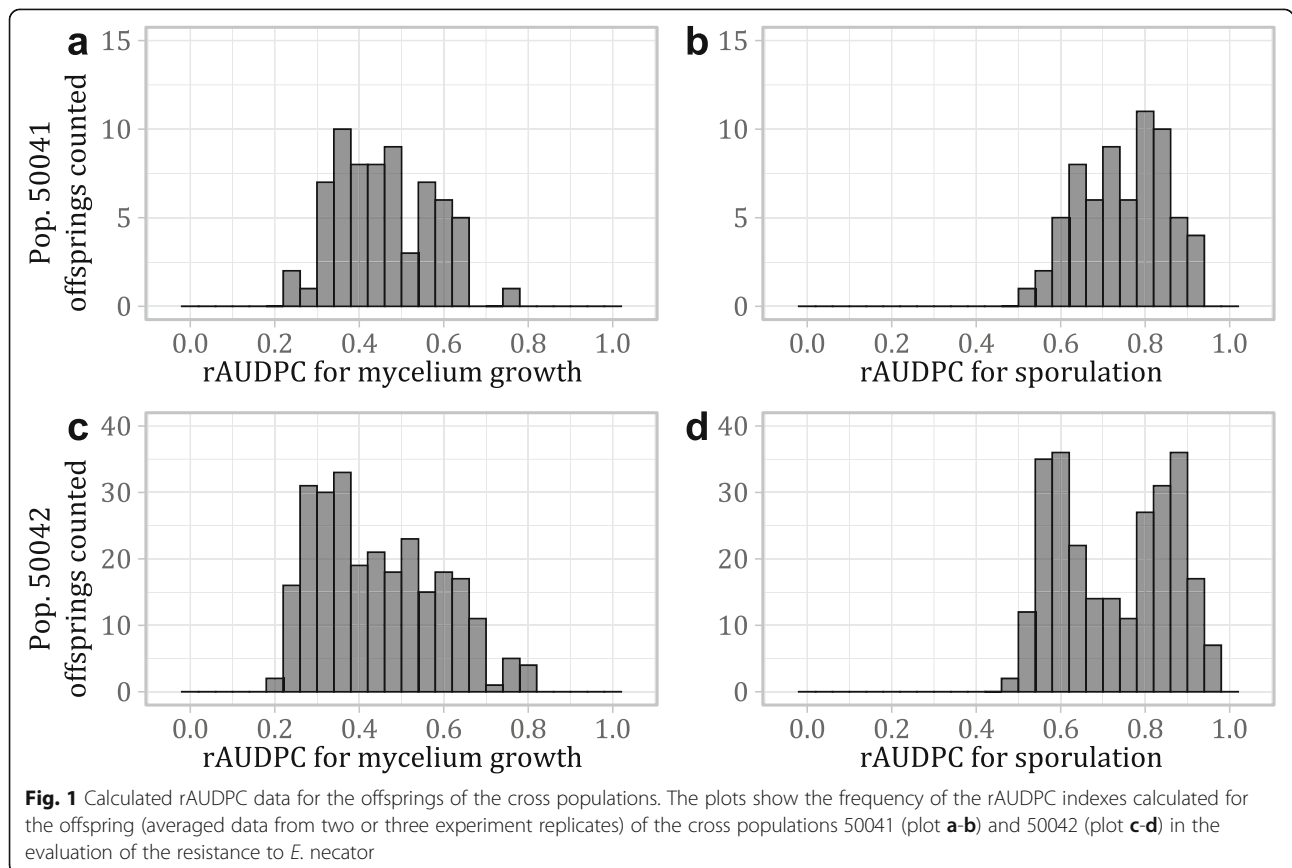 a
15
10
5
0
Pop. 50041
offsprings counted
0.0 0.2 0.4 0.6 0.8 1.0
rAUDPC for mycelium growth
b
15
10
5
0
0.0 0.2 0.4 0.6 0.8 1.0
rAUDPC for sporulation
c
40
30
20
10
0
Pop. 50042
offsprings counted
0.0 0.2 0.4 0.6 0.8 1.0
rAUDPC for mycelium growth
d
40
30
20
10
0
0.0 0.2 0.4 0.6 0.8 1.0
rAUDPC for sporulation
Fig. 1 Calculated rAUDPC data for the offsprings of the cross populations. The plots show the frequency of the rAUDPC indexes calculated for
the offspring (averaged data from two or three experiment replicates) of the cross populations 50041 (plot a-b) and 50042 (plot c-d) in the
evaluation of the resistance to E. necator